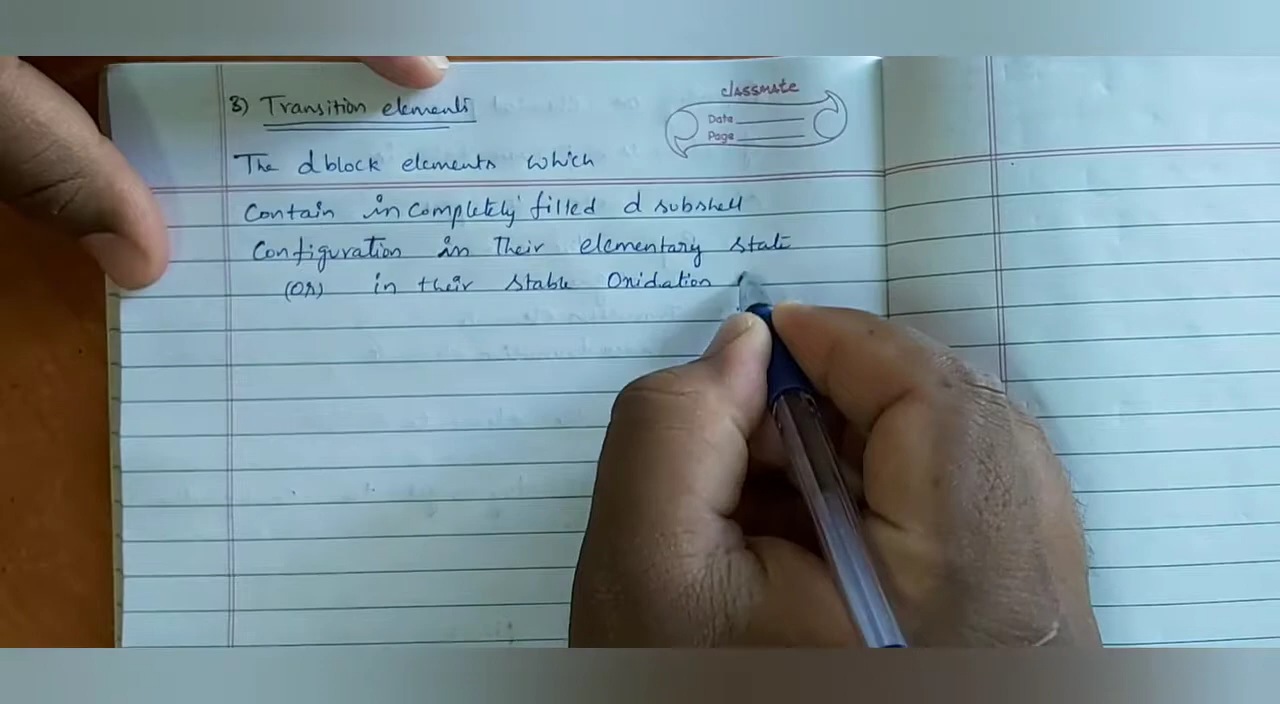 3) Transition elements
classmate
Date
Page
The d block elements which
Contain incompletely filled d subshell
Configuration in Their elementary state
(or) in their stable Oxidation